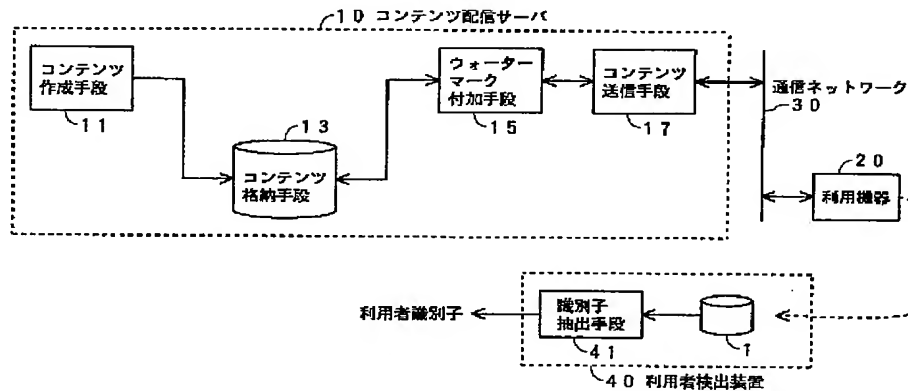 10 コンテンツ配信サーバ
コンテンツ
作成手段
11
13
コンテンツ
格納手段
ウォーター
マーク
付加手段
15
コンテンツ
送信手段
17
通信ネットワーク
30
20
利用機器
利用者識別子
識別子
抽出手段
41
1
40 利用者検出装置